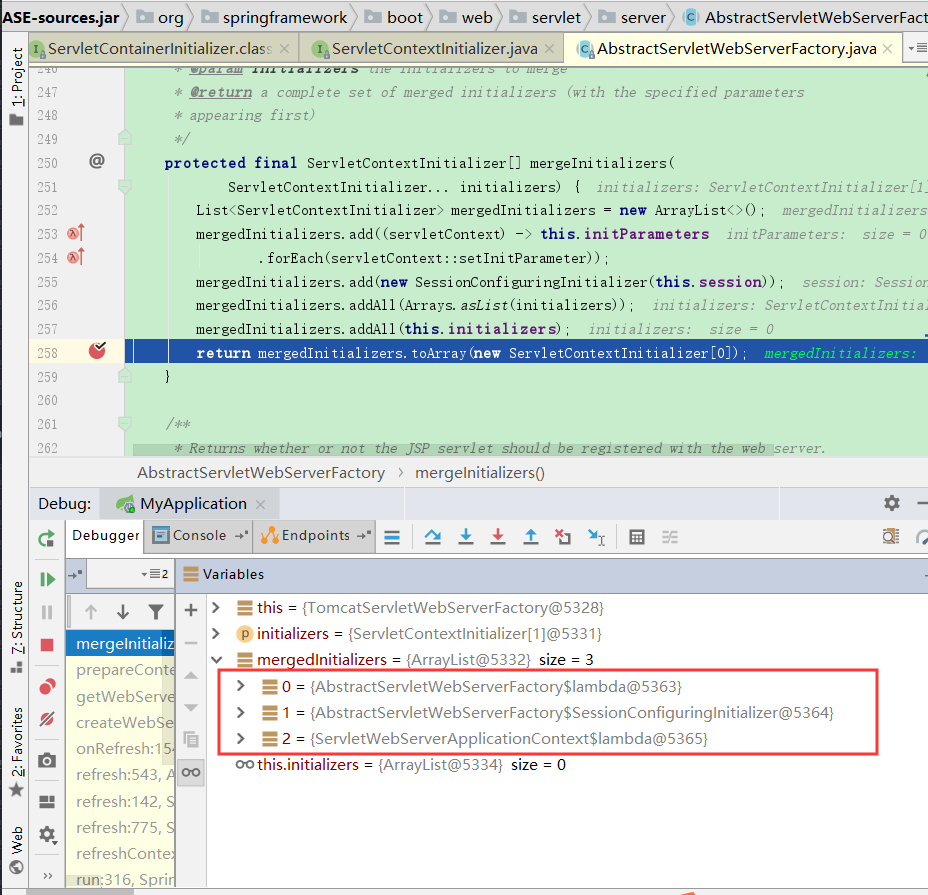 ASE-sources.jar org springframework boot web servlet server AbstractServletWebServerFact
ServletContainerInitializer.class ServletContextInitializer.java AbstractServletWebServerFactory.java
1: Project
246 * @param initializers the initializers to merge
247 * @return a complete set of merged initializers (with the specified parameters
248 * appearing first)
249 */
250 @ protected final ServletContextInitializer[] mergeInitializers(
251 ServletContextInitializer... initializers) { initializers: ServletContextInitializer[1]
252 List<ServletContextInitializer> mergedInitializers = new ArrayList<>(); mergedInitializers
253 mergedInitializers.add((servletContext) -> this.initParameters initParameters: size = 0
254 .forEach(servletContext::setInitParameter));
255 mergedInitializers.add(new SessionConfiguringInitializer(this.session)); session: Session
256 mergedInitializers.addAll(Arrays.asList(initializers)); initializers: ServletContextInitial
257 mergedInitializers.addAll(this.initializers); initializers: size = 0
258 return mergedInitializers.toArray(new ServletContextInitializer[0]); mergedInitializers:
259 }
260
261 /**
262 * Returns whether or not the JSP servlet should be registered with the web server.
AbstractServletWebServerFactory mergeInitializers()
Debug: MyApplication
Debugger Console Endpoints
2 Variables
7: Structure
2: Favorites
Web
mergeInitializ
prepareConte
getWebServe
createWebSe
onRefresh:154
refresh:543, A
refresh:142, S
refresh:775, S
refreshContex
run:316, Sprin
this = {TomcatServletWebServerFactory@5328}
p initializers = {ServletContextInitializer[1]@5331}
mergedInitializers = {ArrayList@5332} size = 3
0 = {AbstractServletWebServerFactory$lambda@5363}
1 = {AbstractServletWebServerFactory$SessionConfiguringInitializer@5364}
2 = {ServletWebServerApplicationContext$lambda@5365}
this.initializers = {ArrayList@5334} size = 0